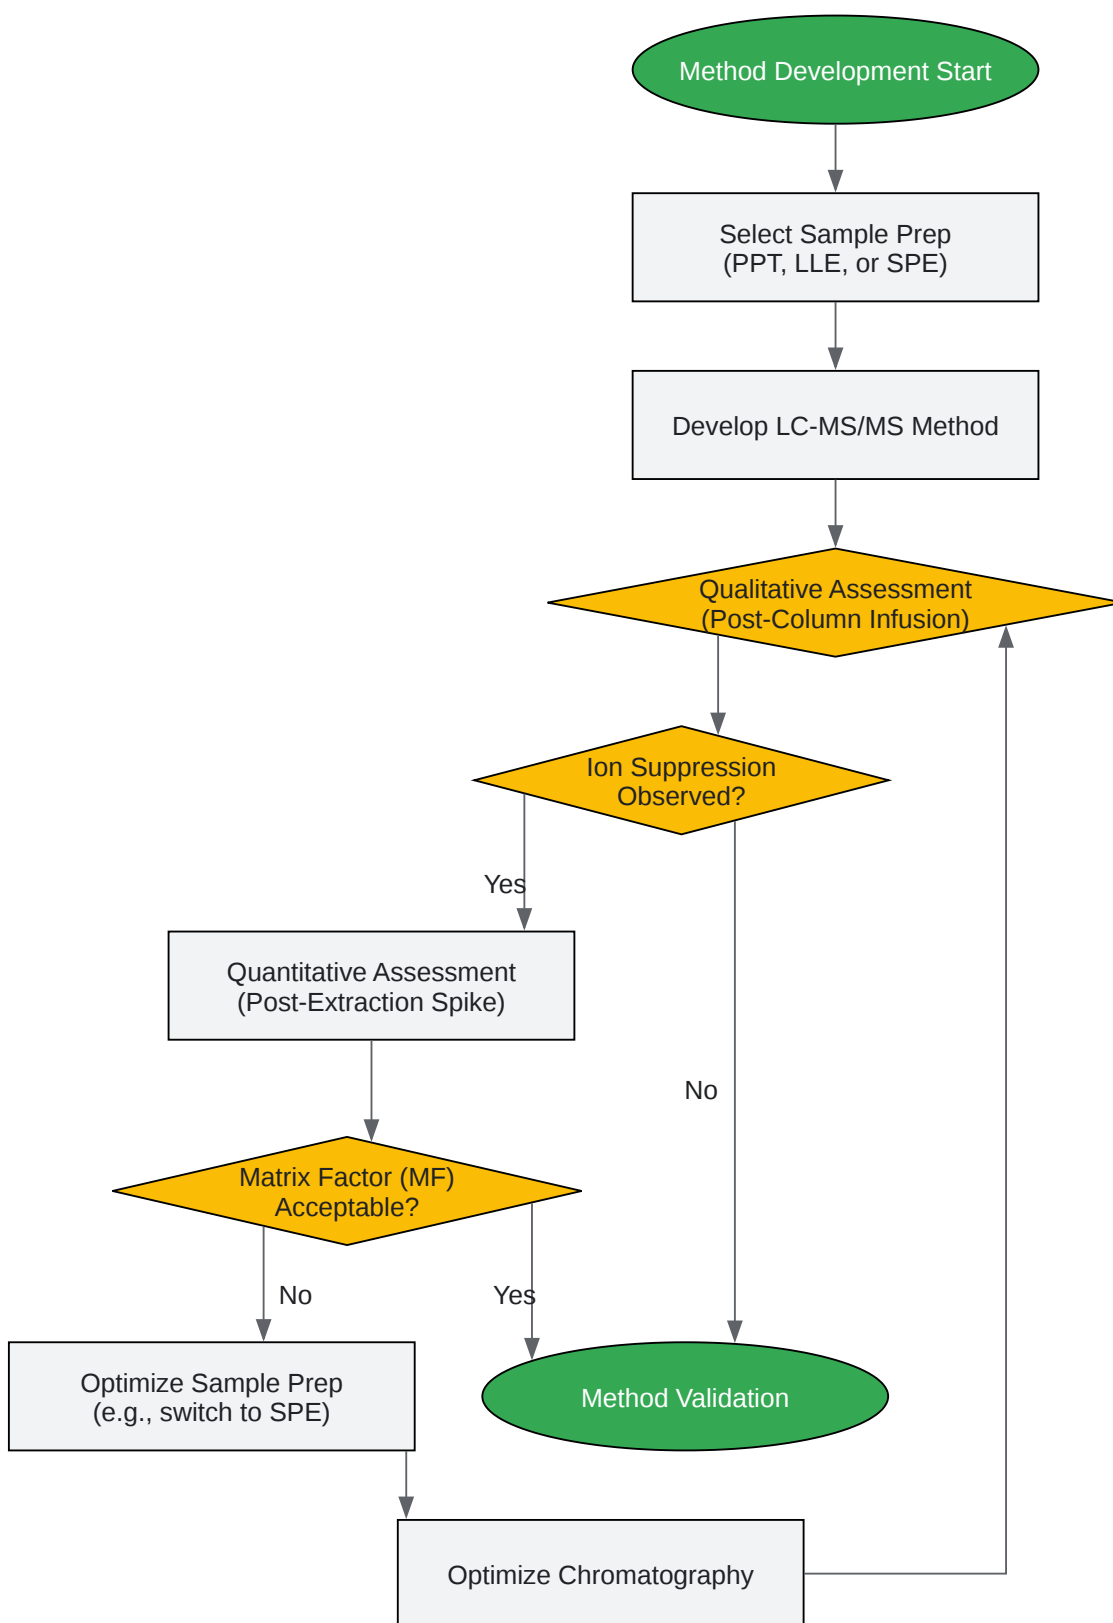 Method Development Start
Select Sample Prep
(PPT, LLE, or SPE)
Develop LC-MS/MS Method
Qualitative Assessment
(Post-Column Infusion)
Ion Suppression
Observed?
Yes
Quantitative Assessment
(Post-Extraction Spike)
No
Matrix Factor (MF)
Acceptable?
No
Yes
Optimize Sample Prep
(e.g., switch to SPE)
Method Validation
Optimize Chromatography